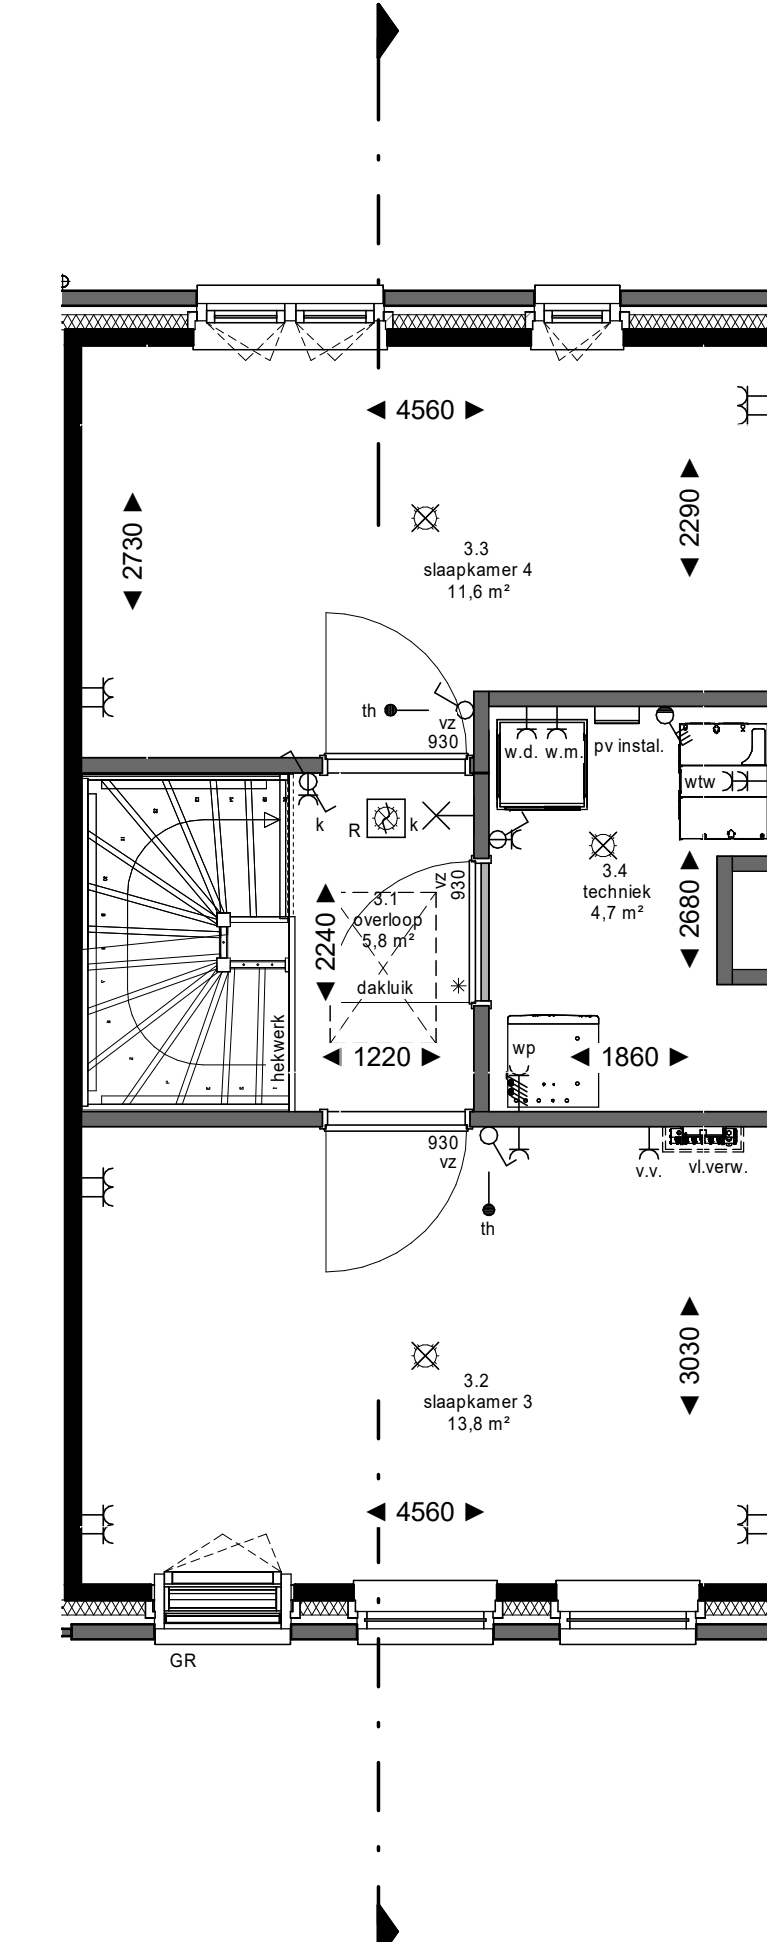 4560
2730
2290
3.3
slaapkamer 4
11,6 m²
th
vz
930
w.d.
w.m.
pv instal.
wtw
k
R
k
3.4
techniek
4,7 m²
vz
930
3.1
overloop
5,8 m²
2240
2680
dakluik
hekwerk
1220
wp
1860
930
vz
v.v.
vl.verw.
th
3030
3.2
slaapkamer 3
13,8 m²
4560
GR